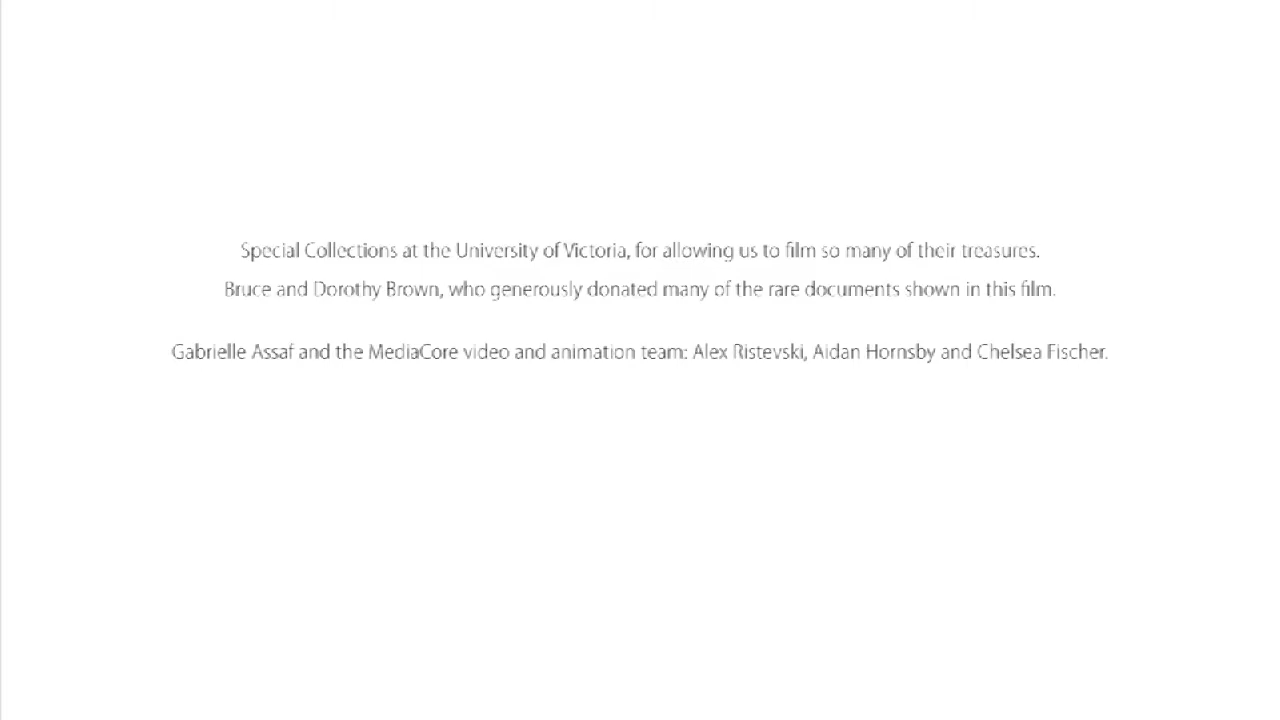 Special Collections at the University of Victoria, for allowing us to film so many of their treasures.
Bruce and Dorothy Brown, who generously donated many of the rare documents shown in this film.
Gabrielle Assaf and the MediaCore video and animation team: Alex Ristevski, Aidan Hornsby and Chelsea Fischer.